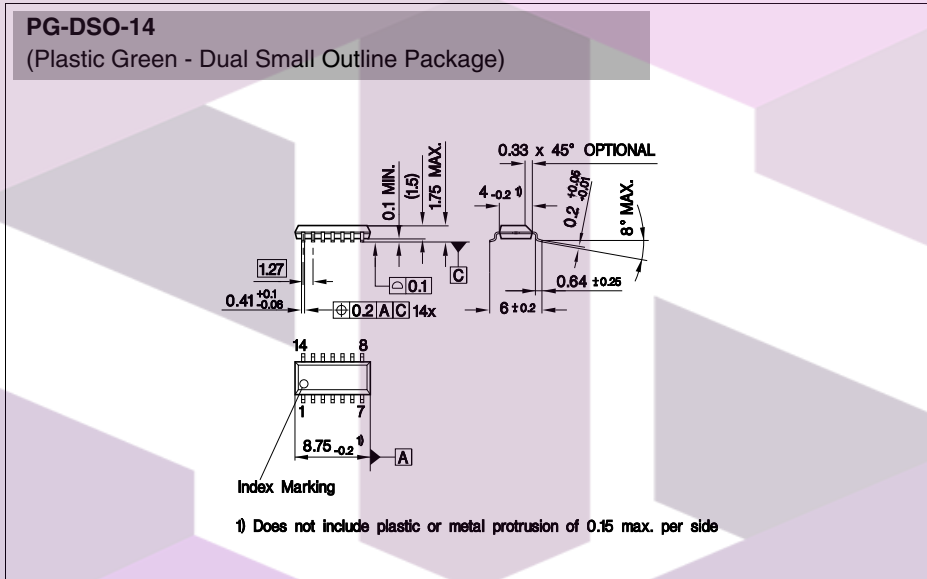 PG-DSO-14
(Plastic Green - Dual Small Outline Package)
0.33 x 45° OPTIONAL
0.1 MIN.
(1.5)
1.75 MAX.
4 -0.2 1)
0.2 +0.05 -0.01
8° MAX.
1.27
0.1
C
0.41 +0.1 -0.06
0.2 A C 14x
0.64 ±0.25
6 ±0.2
14 8
1 7
8.75 -0.2 1)
A
Index Marking
1) Does not include plastic or metal protrusion of 0.15 max. per side